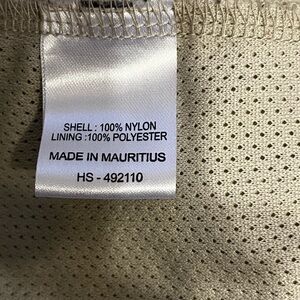 SHELL : 100% NYLON
LINING :100% POLYESTER
MADE IN MAURITIUS
HS - 492110